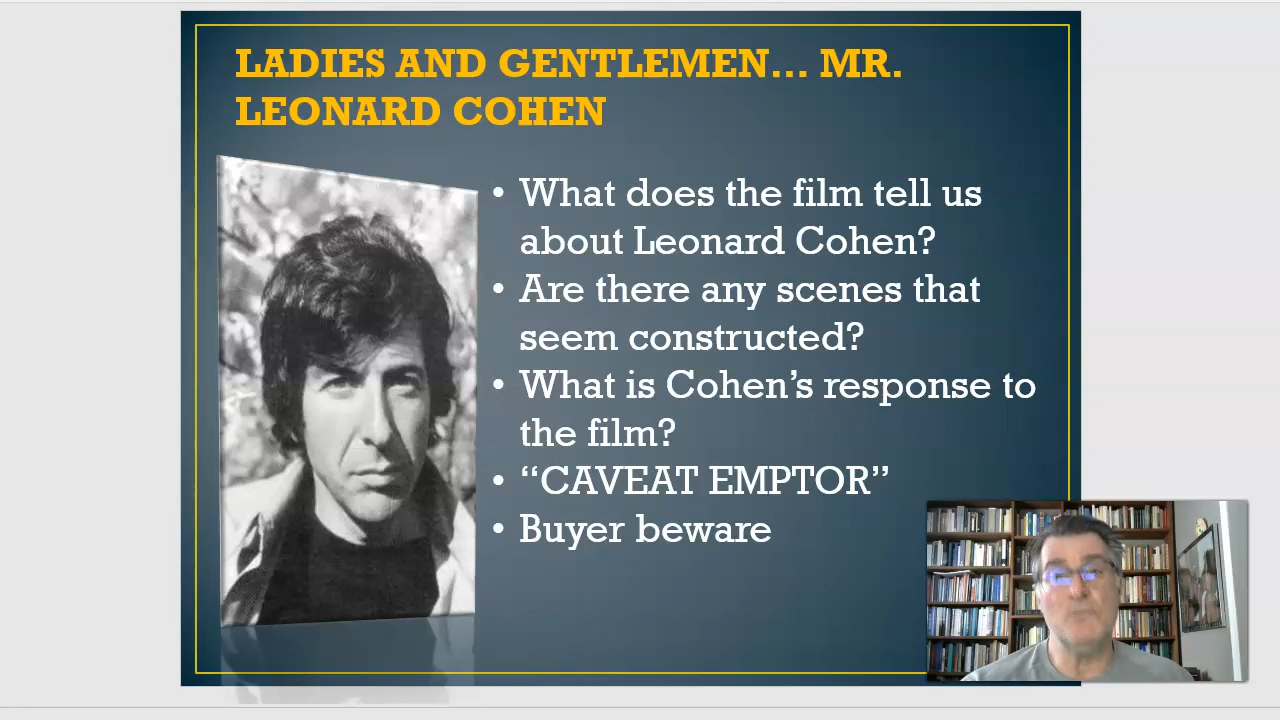 LADIES AND GENTLEMEN... MR.
LEONARD COHEN
• What does the film tell us
about Leonard Cohen?
• Are there any scenes that
seem constructed?
• What is Cohen’s response to
the film?
• “CAVEAT EMPTOR”
• Buyer beware